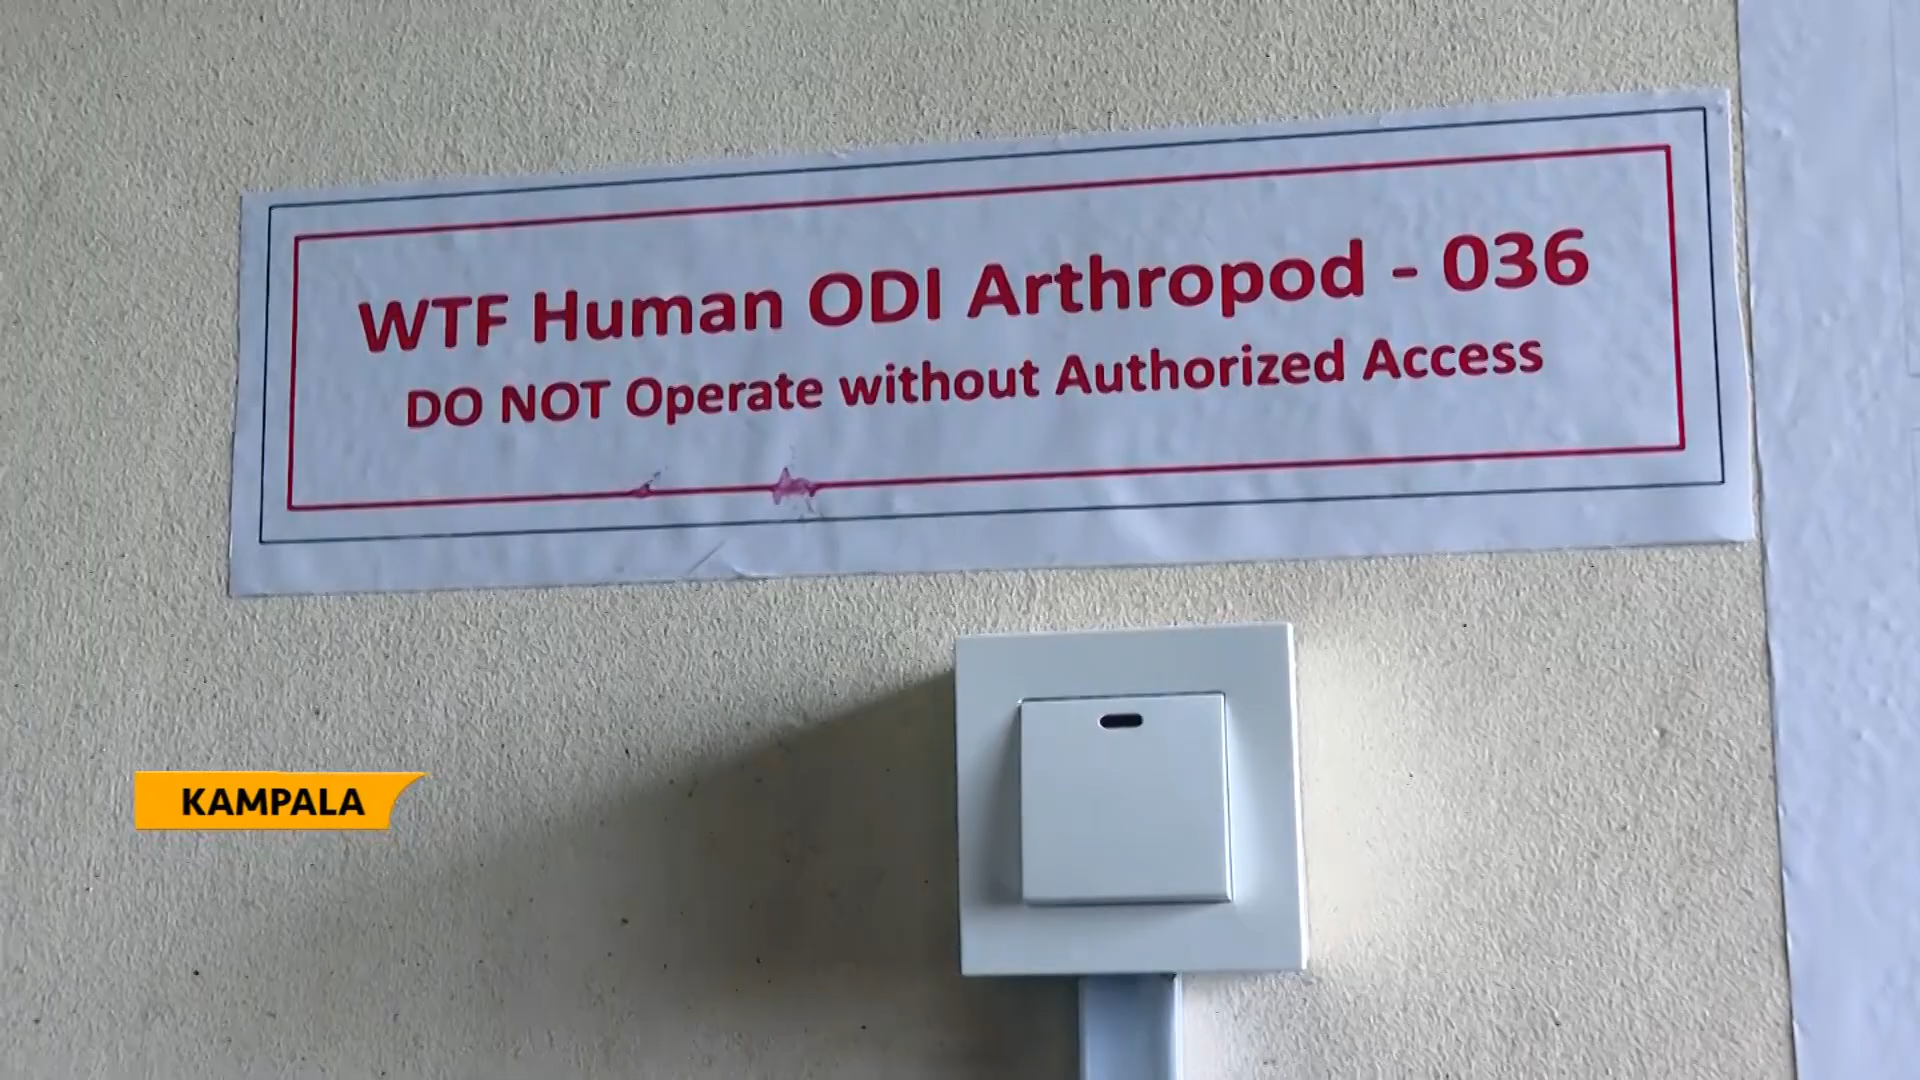 WTF Human ODI Arthropod - 036
DO NOT Operate without Authorized Access
KAMPALA